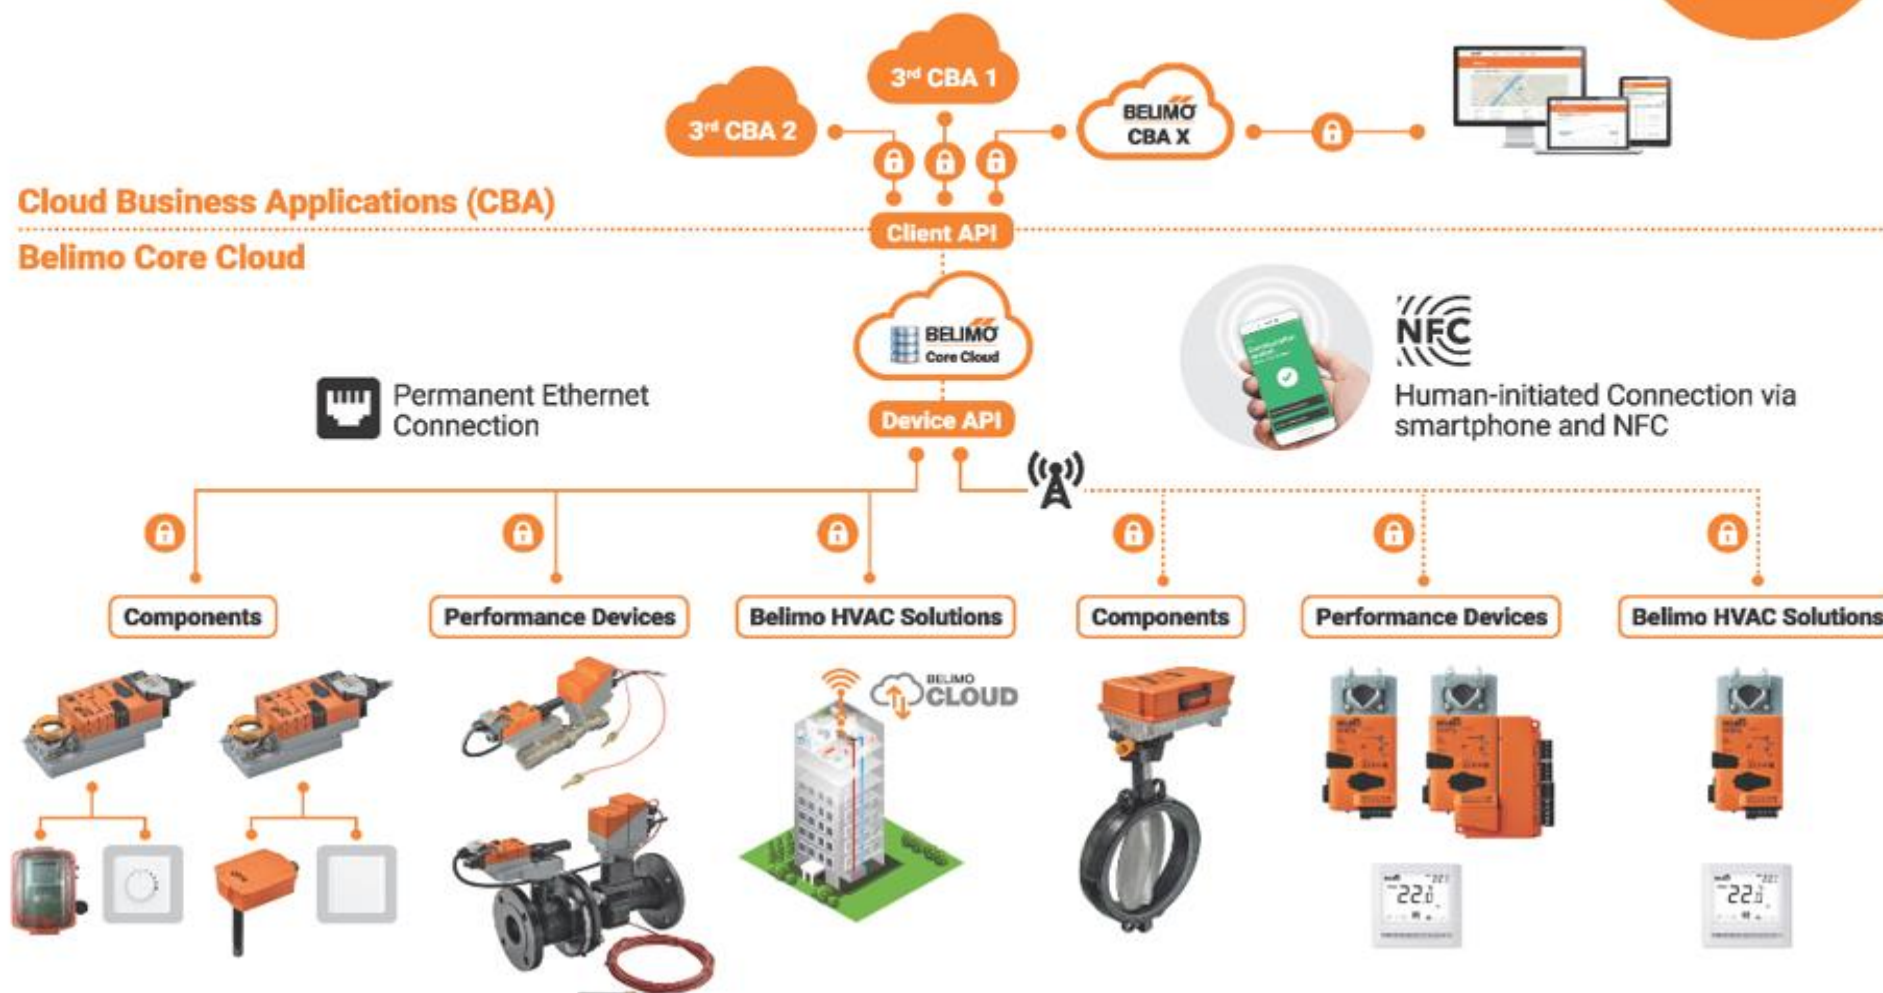 3rd CBA 1
3rd CBA 2
BELIMO
CBA X
Cloud Business Applications (CBA)
Client API
Belimo Core Cloud
BELIMO
Core Cloud
NFC
Permanent Ethernet
Connection
Human-initiated Connection via
smartphone and NFC
Device API
Components
Performance Devices
Belimo HVAC Solutions
Components
Performance Devices
Belimo HVAC Solutions
BELIMO
CLOUD